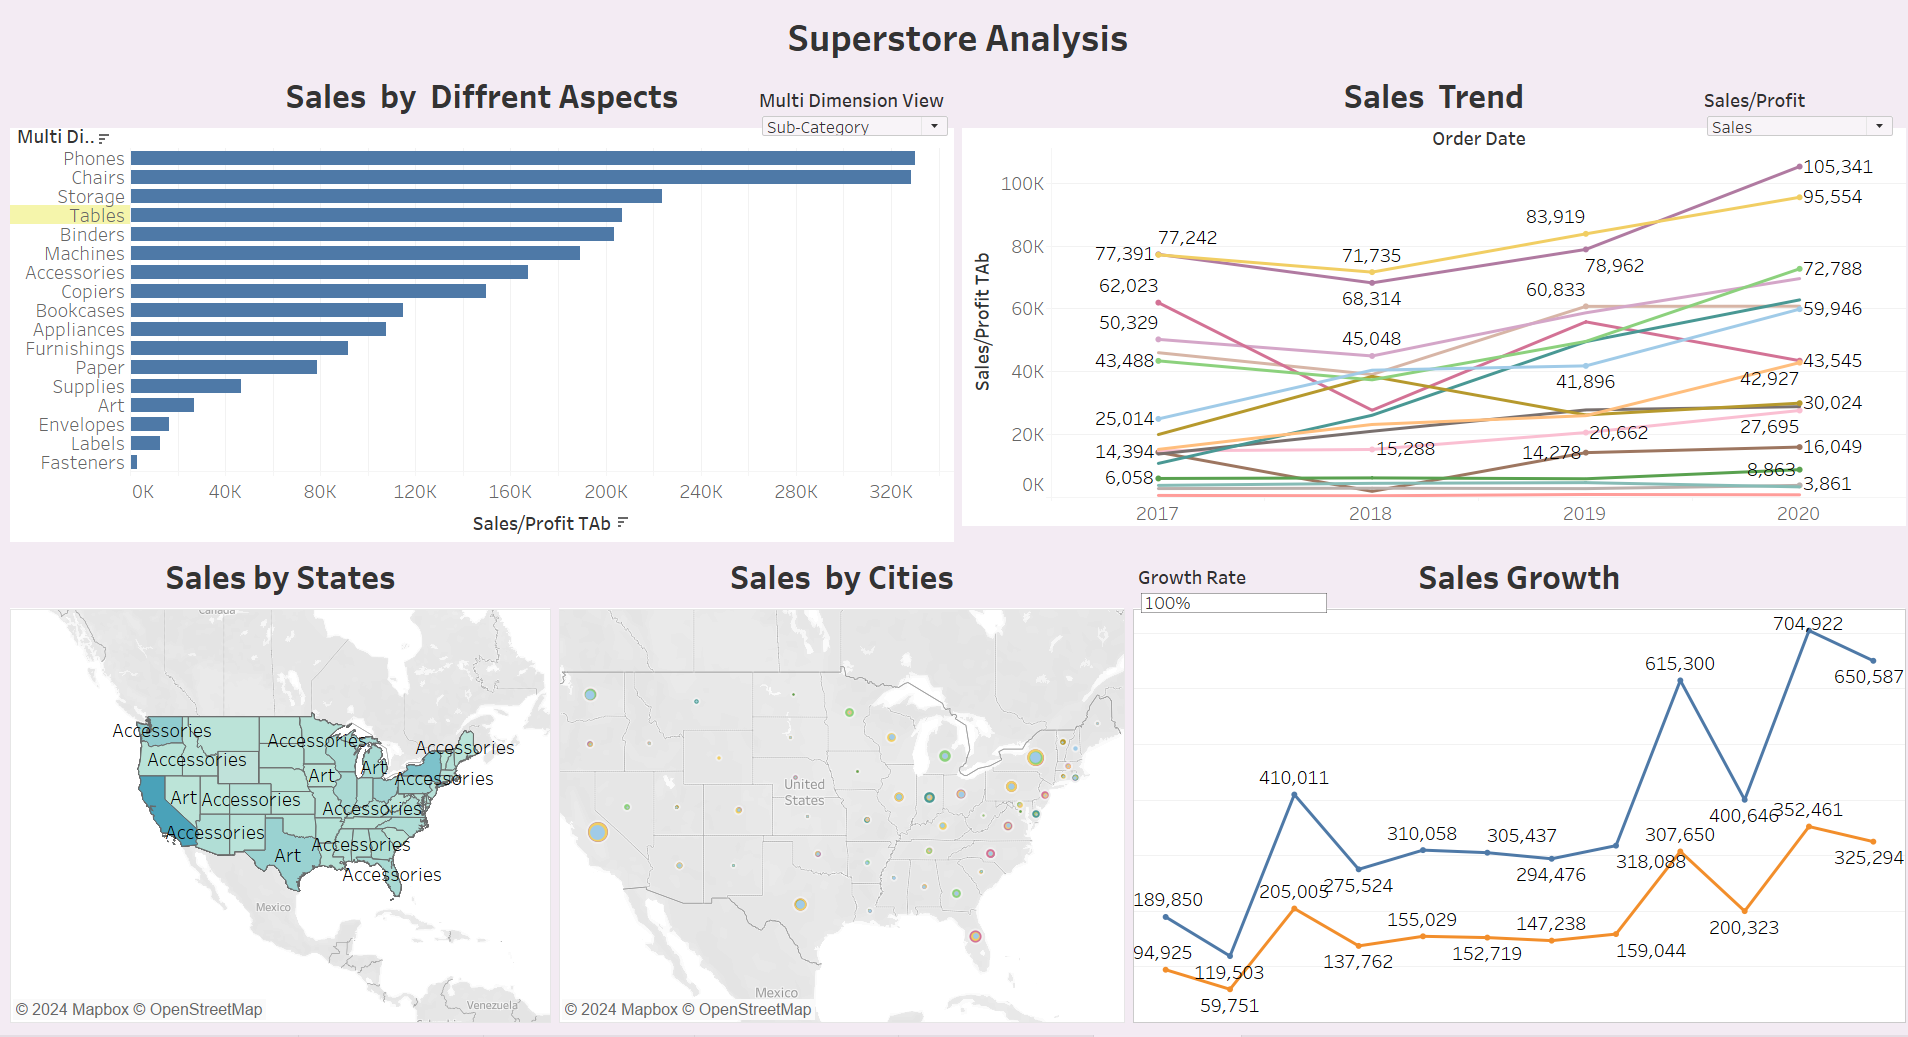 Superstore Analysis
Sales by Diffrent Aspects
Multi Dimension View
Sub-Category
Multi Di..
Phones
Chairs
Storage
Tables
Binders
Machines
Accessories
Copiers
Bookcases
Appliances
Furnishings
Paper
Supplies
Art
Envelopes
Labels
Fasteners
0K 40K 80K 120K 160K 200K 240K 280K 320K
Sales/Profit TAb
Sales Trend
Sales/Profit
Sales
Order Date
Sales/Profit TAb
100K
80K
60K
40K
20K
0K
105,341
95,554
83,919
77,242
77,391
71,735
78,962
72,788
62,023
68,314
60,833
59,946
50,329
45,048
43,488
43,545
41,896
42,927
25,014
30,024
20,662
27,695
14,394
15,288
14,278
16,049
6,058
8,863
3,861
2017 2018 2019 2020
Sales by States
Canada
Accessories
Accessories
Accessories
Accessories
Art
Art
Accessories
Art
Accessories
Accessories
Accessories
Accessories
Art
Accessories
Mexico
Venezuela
© 2024 Mapbox © OpenStreetMap
Sales by Cities
United
States
Mexico
© 2024 Mapbox © OpenStreetMap
Growth Rate
100%
Sales Growth
704,922
615,300
650,587
410,011
400,646
352,461
310,058
305,437
307,650
275,524
294,476
318,088
325,294
189,850
205,005
155,029
147,238
200,323
94,925
119,503
137,762
152,719
159,044
59,751